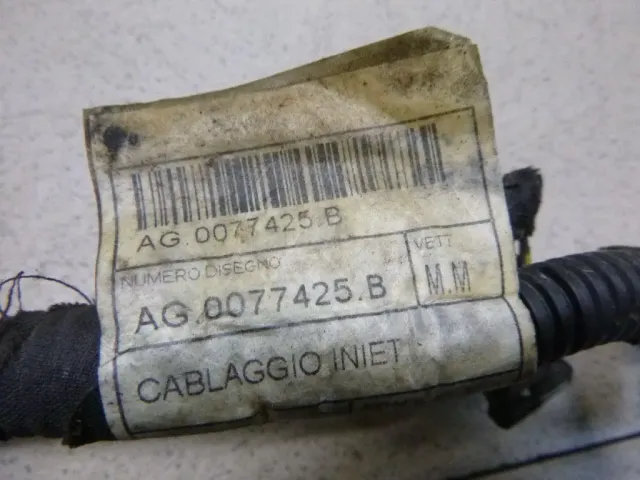 AG.0077425.B
NUMERO DISEGNO
VETT
AG.0077425.B
M.M
CABLAGGIO INIET